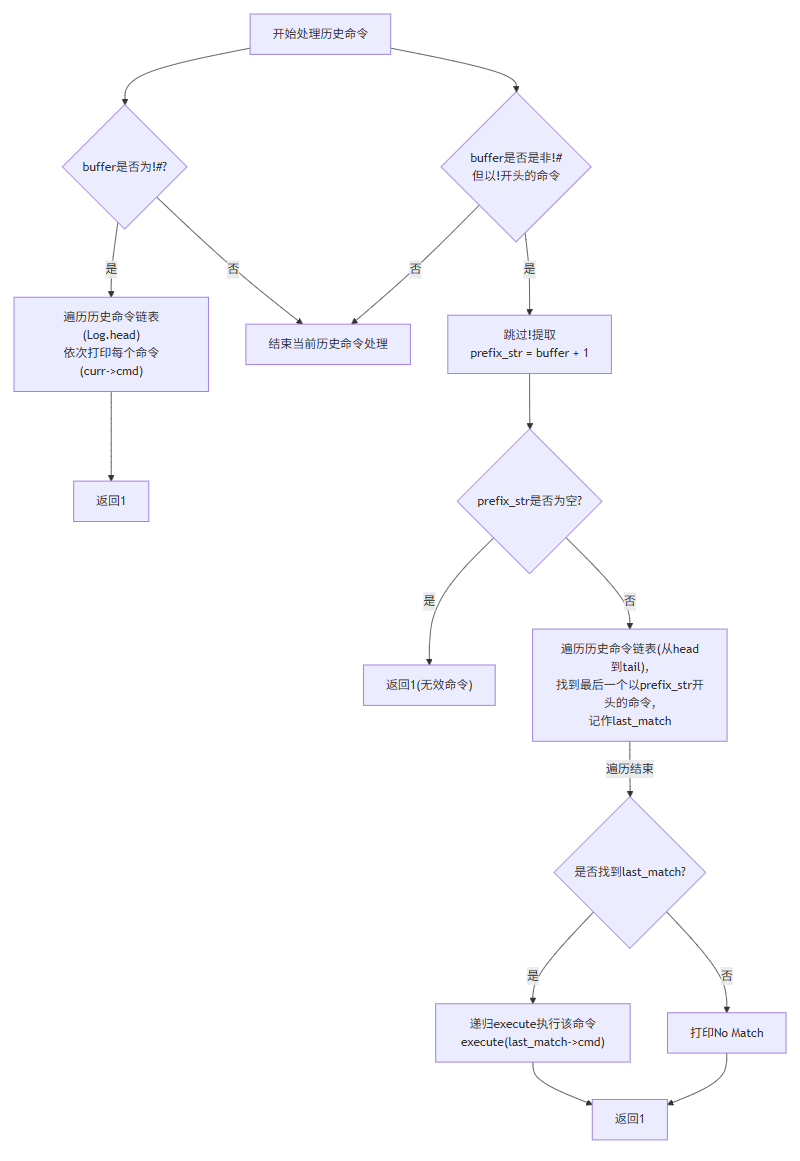 开始处理历史命令
buffer是否为!#?
buffer是否是非!#
但以!开头的命令
是
否
否
是
遍历历史命令链表
(Log.head)
依次打印每个命令
(curr->cmd)
结束当前历史命令处理
跳过!提取
prefix_str = buffer + 1
返回1
prefix_str是否为空?
是
否
返回1(无效命令)
遍历历史命令链表(从head
到tail),
找到最后一个以prefix_str开
头的命令,
记作last_match
遍历结束
是否找到last_match?
是
否
递归execute执行该命令
execute(last_match->cmd)
打印No Match
返回1